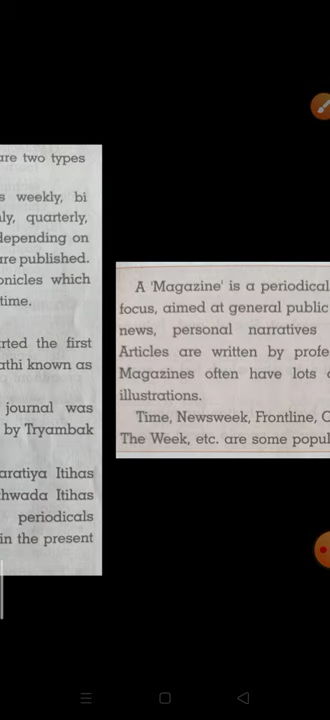 are two types
s weekly, bi
ly, quarterly,
depending on
are published.
onicles which
time.
rted the first
athi known as
journal was
by Tryambak
aratiya Itihas
hwada Itihas
periodicals
in the present
A 'Magazine' is a periodical
focus, aimed at general public
news, personal narratives
Articles are written by profe
Magazines often have lots
illustrations.
Time, Newsweek, Frontline,
The Week, etc. are some popul